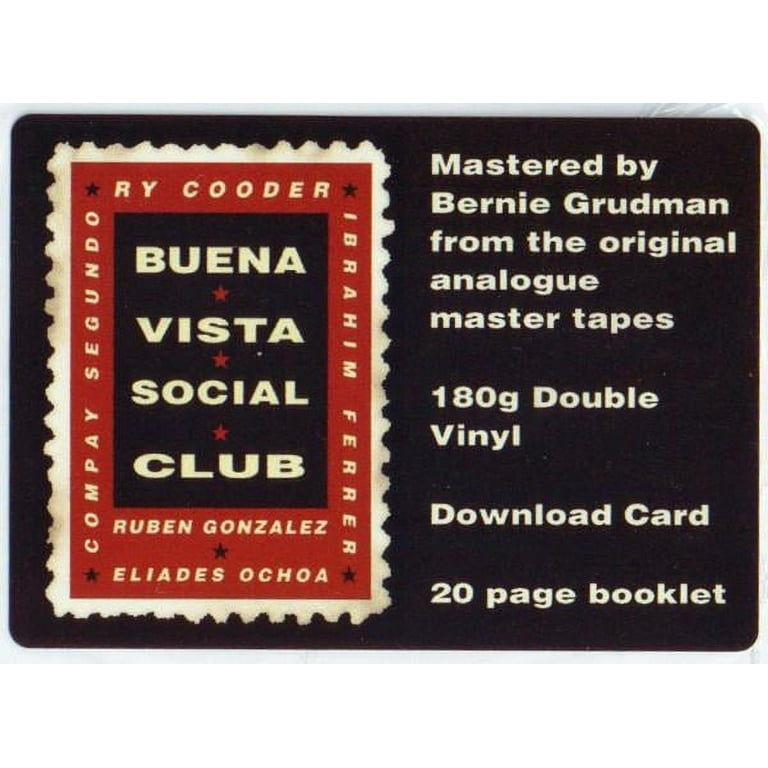 RY COODER
COMPAY SEGUNDO
IBRAHIM FERRER
BUENA
VISTA
SOCIAL
CLUB
RUBEN GONZALEZ
ELIADES OCHOA
Mastered by
Bernie Grudman
from the original
analogue
master tapes
180g Double
Vinyl
Download Card
20 page booklet